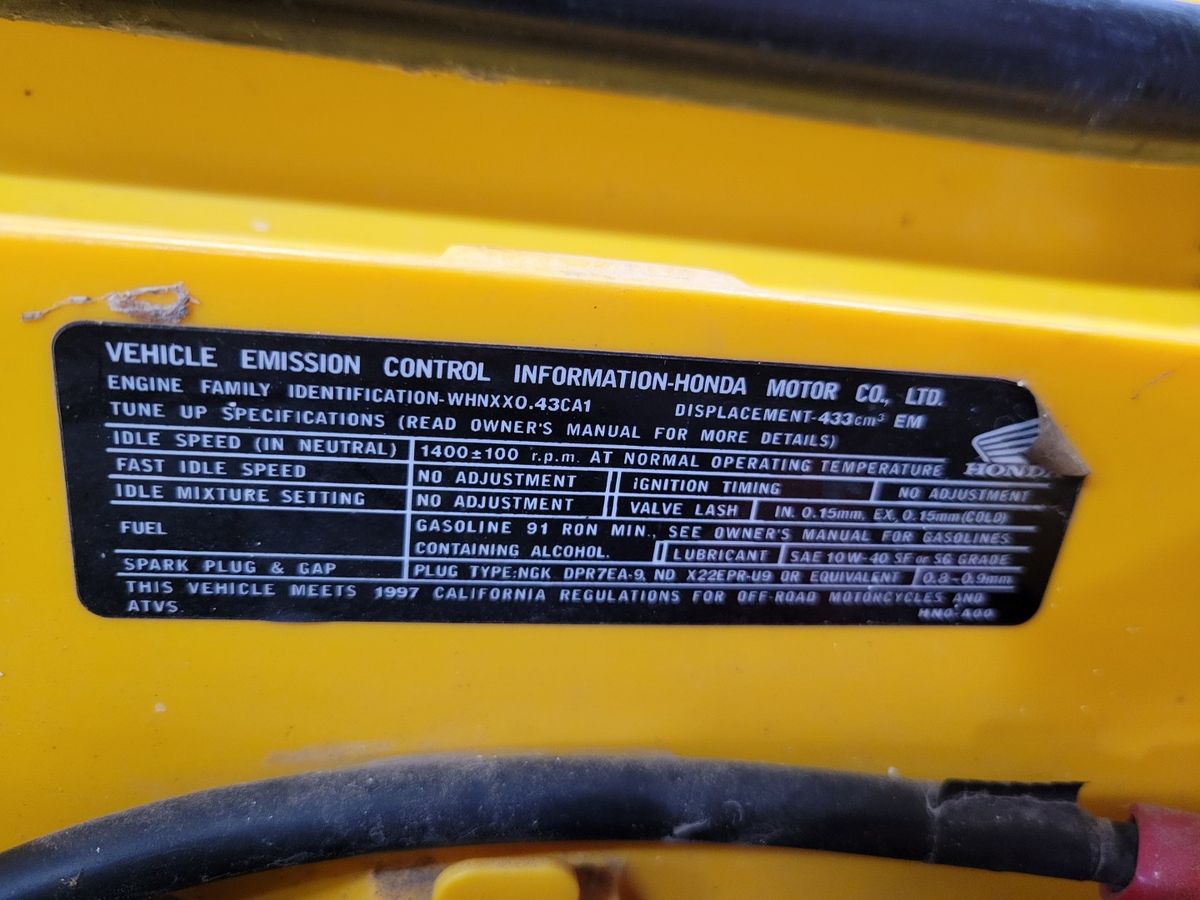 VEHICLE EMISSION CONTROL INFORMATION-HONDA MOTOR CO., LTD.
ENGINE FAMILY IDENTIFICATION-WHNXX0.43CA1 DISPLACEMENT-433cm³ EM
TUNE UP SPECIFICATIONS (READ OWNER'S MANUAL FOR MORE DETAILS)
IDLE SPEED (IN NEUTRAL) 1400±100 r.p.m. AT NORMAL OPERATING TEMPERATURE
HONDA
FAST IDLE SPEED NO ADJUSTMENT IGNITION TIMING NO ADJUSTMENT
IDLE MIXTURE SETTING NO ADJUSTMENT VALVE LASH IN. 0.15mm, EX. 0.15mm (COLD)
FUEL GASOLINE 91 RON MIN., SEE OWNER'S MANUAL FOR GASOLINES
CONTAINING ALCOHOL. LUBRICANT SAE 10W-40 SF or SG GRADE
SPARK PLUG & GAP PLUG TYPE:NGK DPR7EA-9, ND X22EPR-U9 OR EQUIVALENT 0.8~0.9mm
THIS VEHICLE MEETS 1997 CALIFORNIA REGULATIONS FOR OFF-ROAD MOTORCYCLES AND
ATVS. HN0-A00